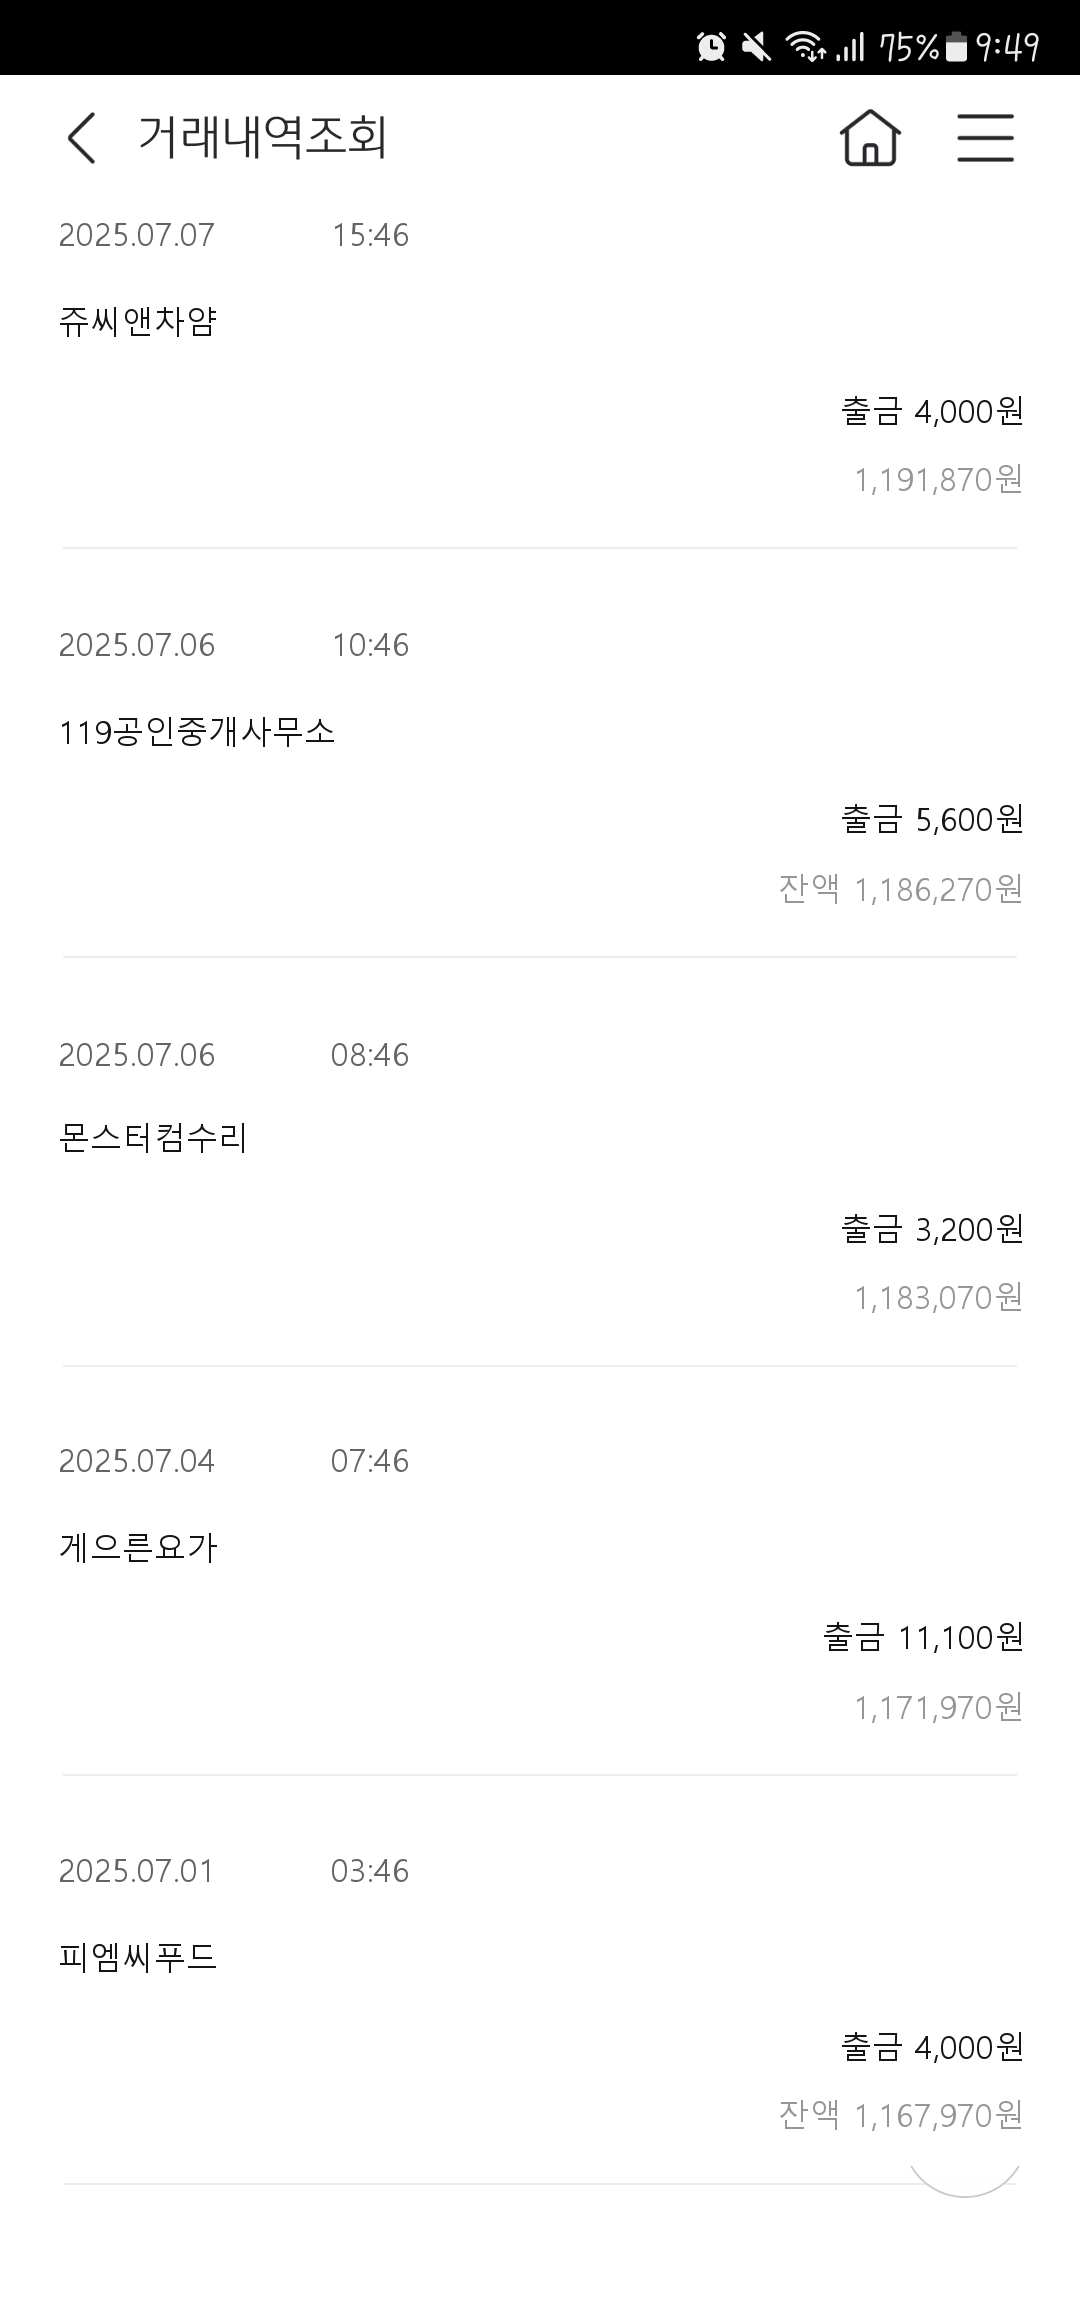 75% 9:49
거래내역조회
2025.07.07 15:46
쥬씨앤차얌
출금 4,000원
1,191,870원
2025.07.06 10:46
119공인중개사무소
출금 5,600원
잔액 1,186,270원
2025.07.06 08:46
몬스터컴수리
출금 3,200원
1,183,070원
2025.07.04 07:46
게으른요가
출금 11,100원
1,171,970원
2025.07.01 03:46
피엠씨푸드
출금 4,000원
잔액 1,167,970원